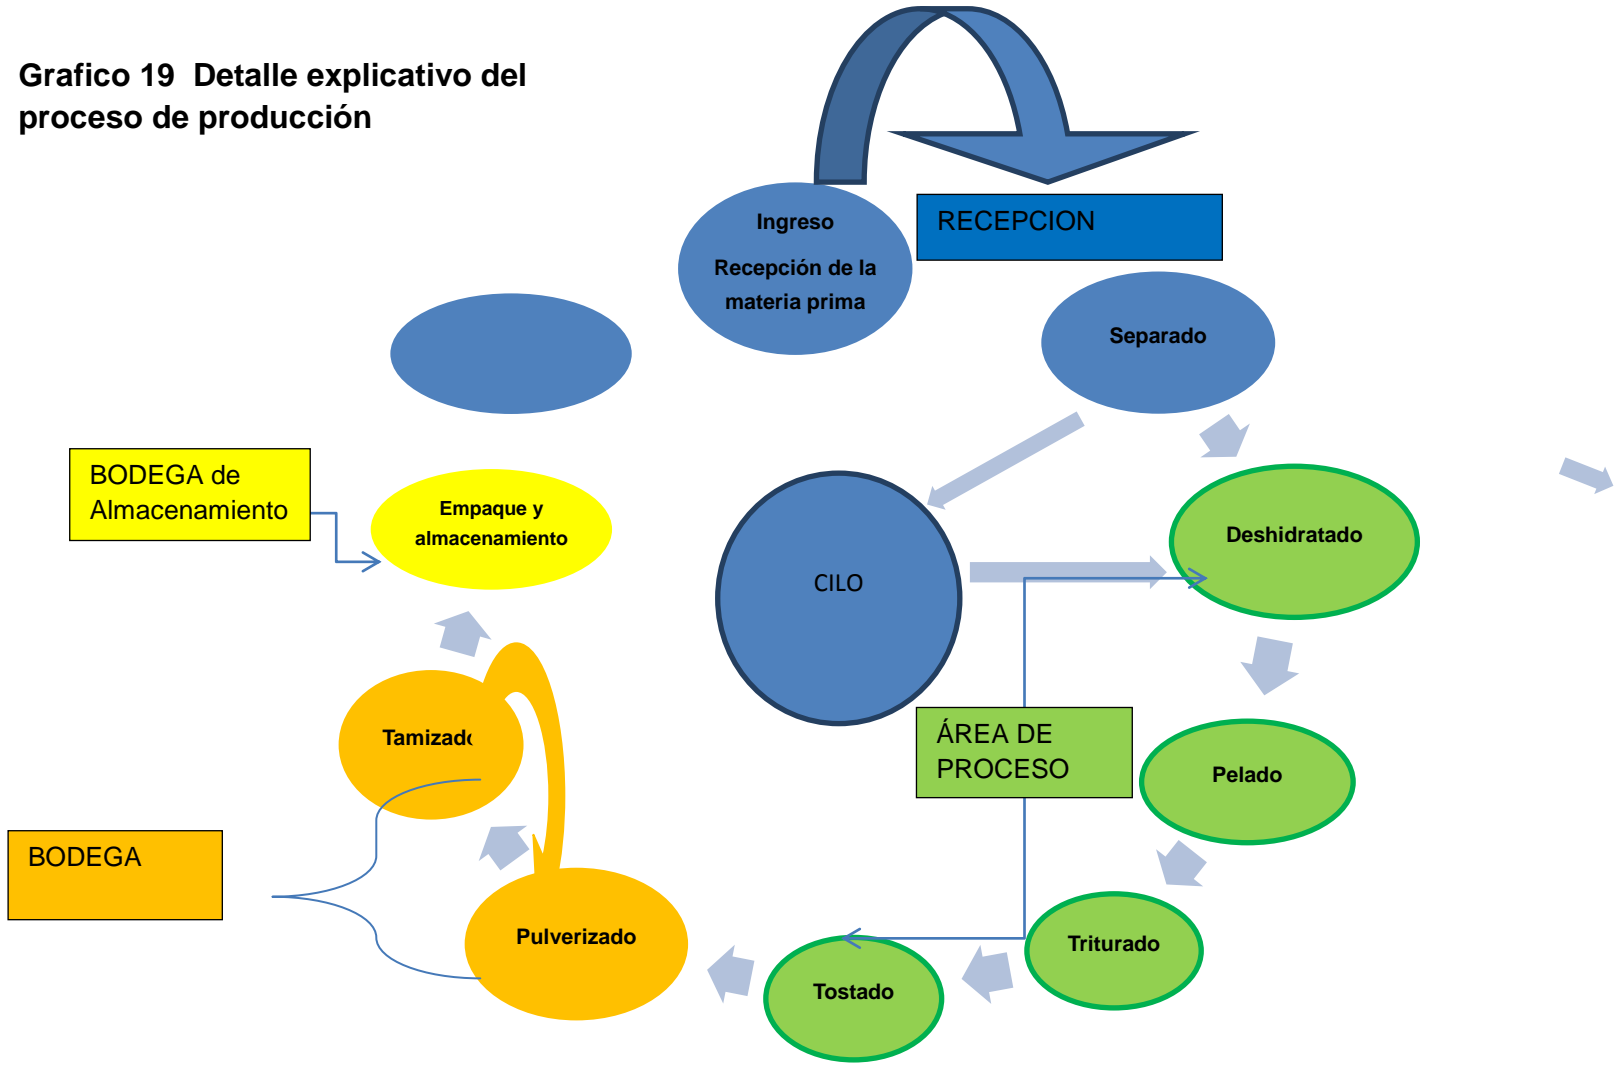 Grafico 19 Detalle explicativo del
proceso de producción
Ingreso
Recepción de la
materia prima
RECEPCION
Separado
BODEGA de
Almacenamiento
Empaque y
almacenamiento
CILO
Deshidratado
Tamizado
ÁREA DE
PROCESO
Pelado
BODEGA
Pulverizado
Triturado
Tostado